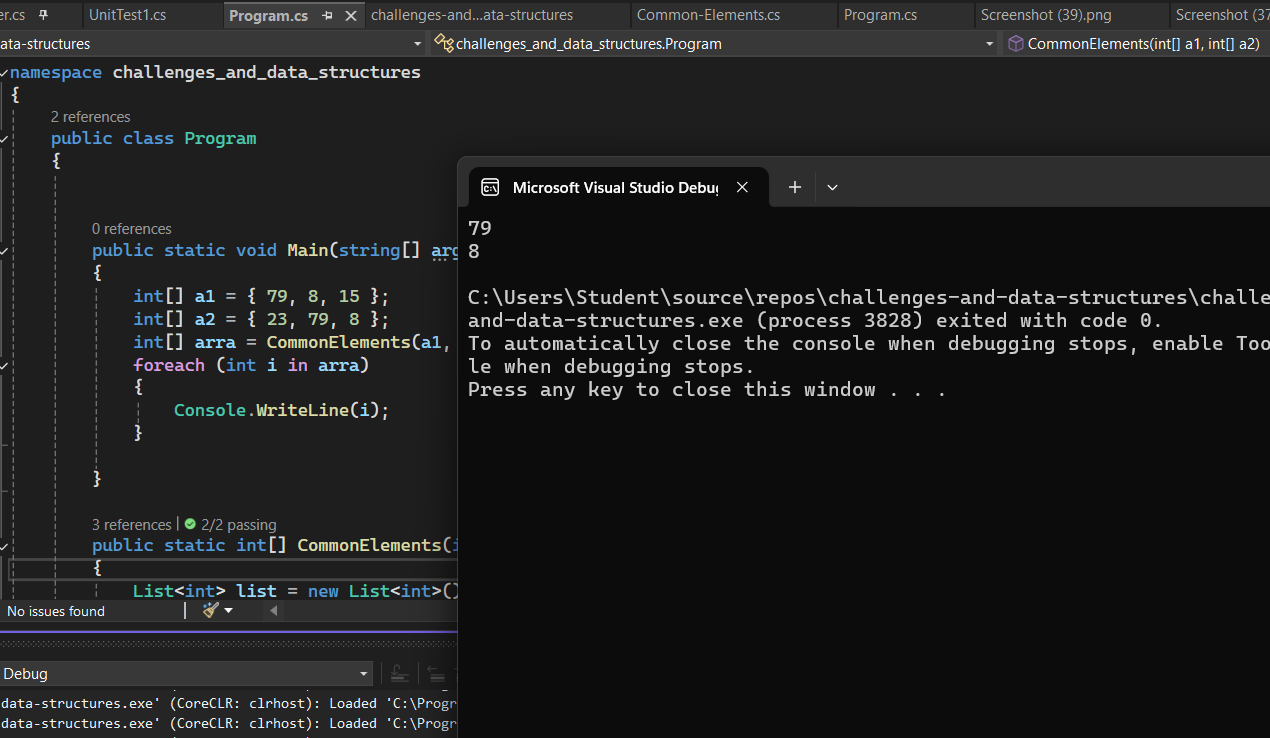 er.cs UnitTest1.cs Program.cs challenges-and...ata-structures Common-Elements.cs Program.cs Screenshot (39).png Screenshot (37
ata-structures challenges_and_data_structures.Program CommonElements(int[] a1, int[] a2)
namespace challenges_and_data_structures
{
2 references
public class Program
{
0 references
public static void Main(string[] arg
{
int[] a1 = { 79, 8, 15 };
int[] a2 = { 23, 79, 8 };
int[] arra = CommonElements(a1,
foreach (int i in arra)
{
Console.WriteLine(i);
}
}
3 references | 2/2 passing
public static int[] CommonElements(i
{
List<int> list = new List<int>()
No issues found
Debug
data-structures.exe' (CoreCLR: clrhost): Loaded 'C:\Progr
data-structures.exe' (CoreCLR: clrhost): Loaded 'C:\Progr
Microsoft Visual Studio Debug
79
8
C:\Users\Student\source\repos\challenges-and-data-structures\challe
and-data-structures.exe (process 3828) exited with code 0.
To automatically close the console when debugging stops, enable Too
le when debugging stops.
Press any key to close this window . . .